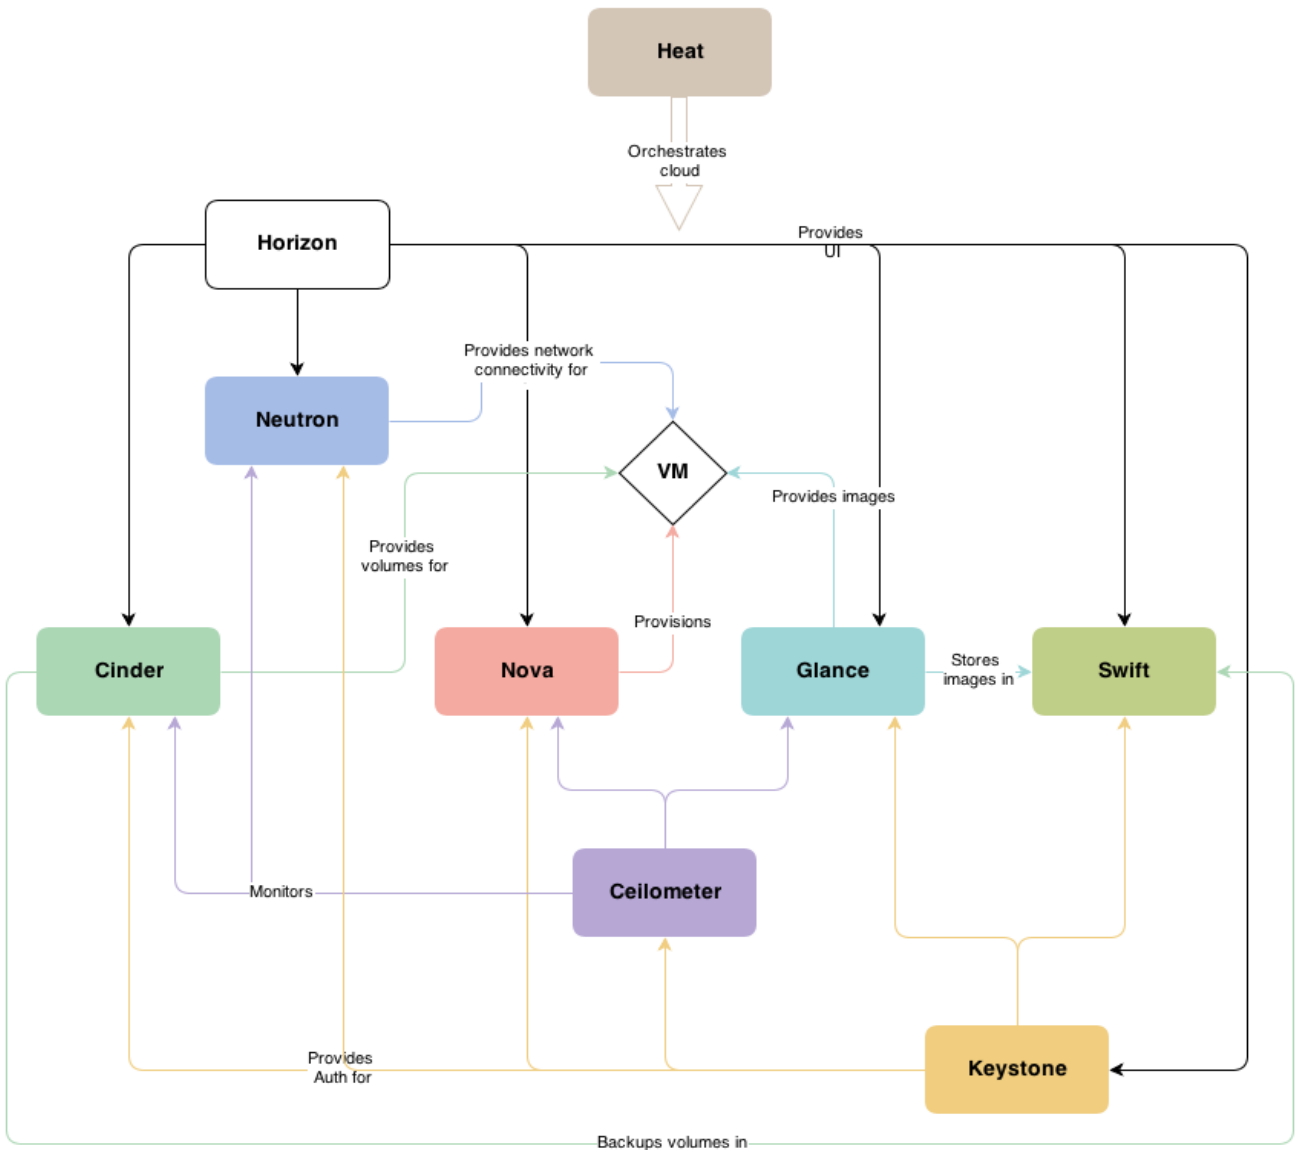 Heat
Orchestrates
cloud
Provides
UI
Horizon
Provides network
connectivity for
Neutron
VM
Provides images
Provides
volumes for
Provisions
Cinder
Nova
Glance
Stores
images in
Swift
Monitors
Ceilometer
Provides
Auth for
Keystone
Backups volumes in